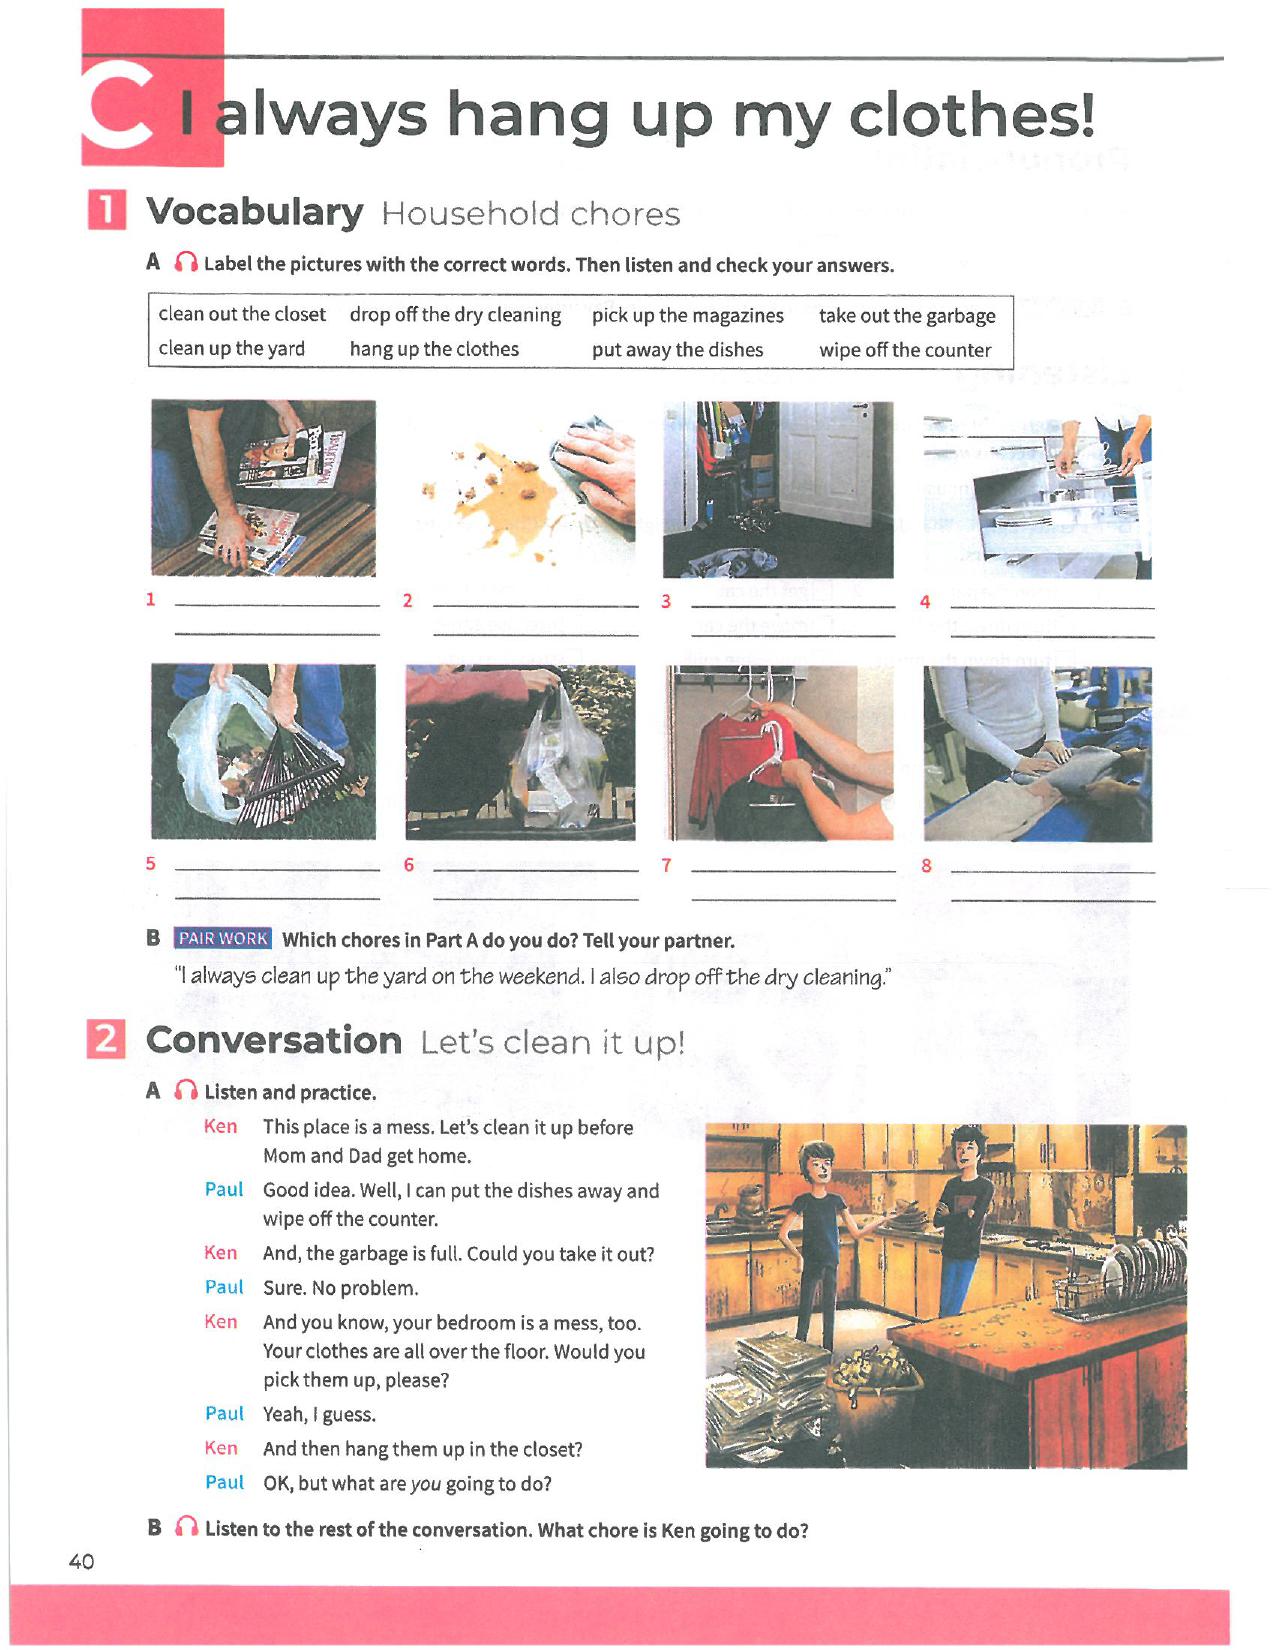 C I always hang up my clothes!
1 Vocabulary Household chores
A Label the pictures with the correct words. Then listen and check your answers.
clean out the closet drop off the dry cleaning pick up the magazines take out the garbage
clean up the yard hang up the clothes put away the dishes wipe off the counter
1 2 3 4
5 6 7 8
B PAIR WORK Which chores in Part A do you do? Tell your partner.
"I always clean up the yard on the weekend. I also drop off the dry cleaning."
2 Conversation Let's clean it up!
A Listen and practice.
Ken This place is a mess. Let's clean it up before
Mom and Dad get home.
Paul Good idea. Well, I can put the dishes away and
wipe off the counter.
Ken And, the garbage is full. Could you take it out?
Paul Sure. No problem.
Ken And you know, your bedroom is a mess, too.
Your clothes are all over the floor. Would you
pick them up, please?
Paul Yeah, I guess.
Ken And then hang them up in the closet?
Paul OK, but what are you going to do?
B Listen to the rest of the conversation. What chore is Ken going to do?
40